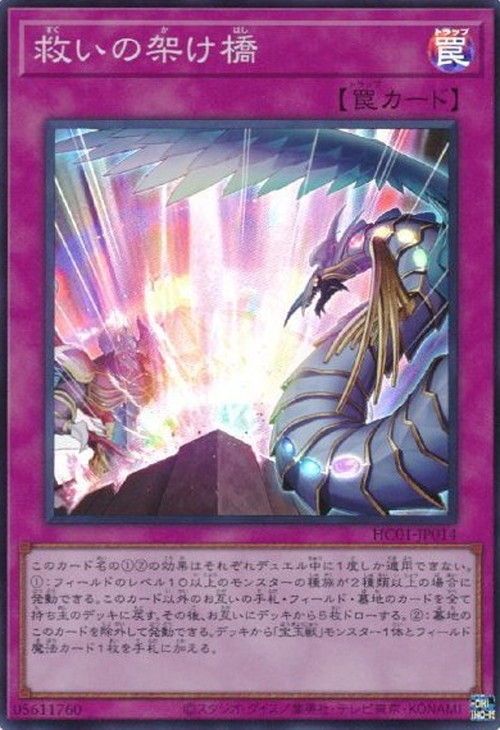 救いの架け橋
トラップ
罠
【罠カード】
HC01-JP014
このカード名の①②の効果はそれぞれデュエル中に1度しか適用できない。
①:フィールドのレベル10以上のモンスターの種族が2種類以上の場合に
発動できる。このカード以外のお互いの手札・フィールド・墓地のカードを全て
持ち主のデッキに戻す。その後、お互いにデッキから5枚ドローする。②:墓地の
このカードを除外して発動できる。デッキから「宝玉獣」モンスター1体とフィールド
魔法カード1枚を手札に加える。
05611760
©スタジオ・ダイス/集英社・テレビ東京・KONAMI